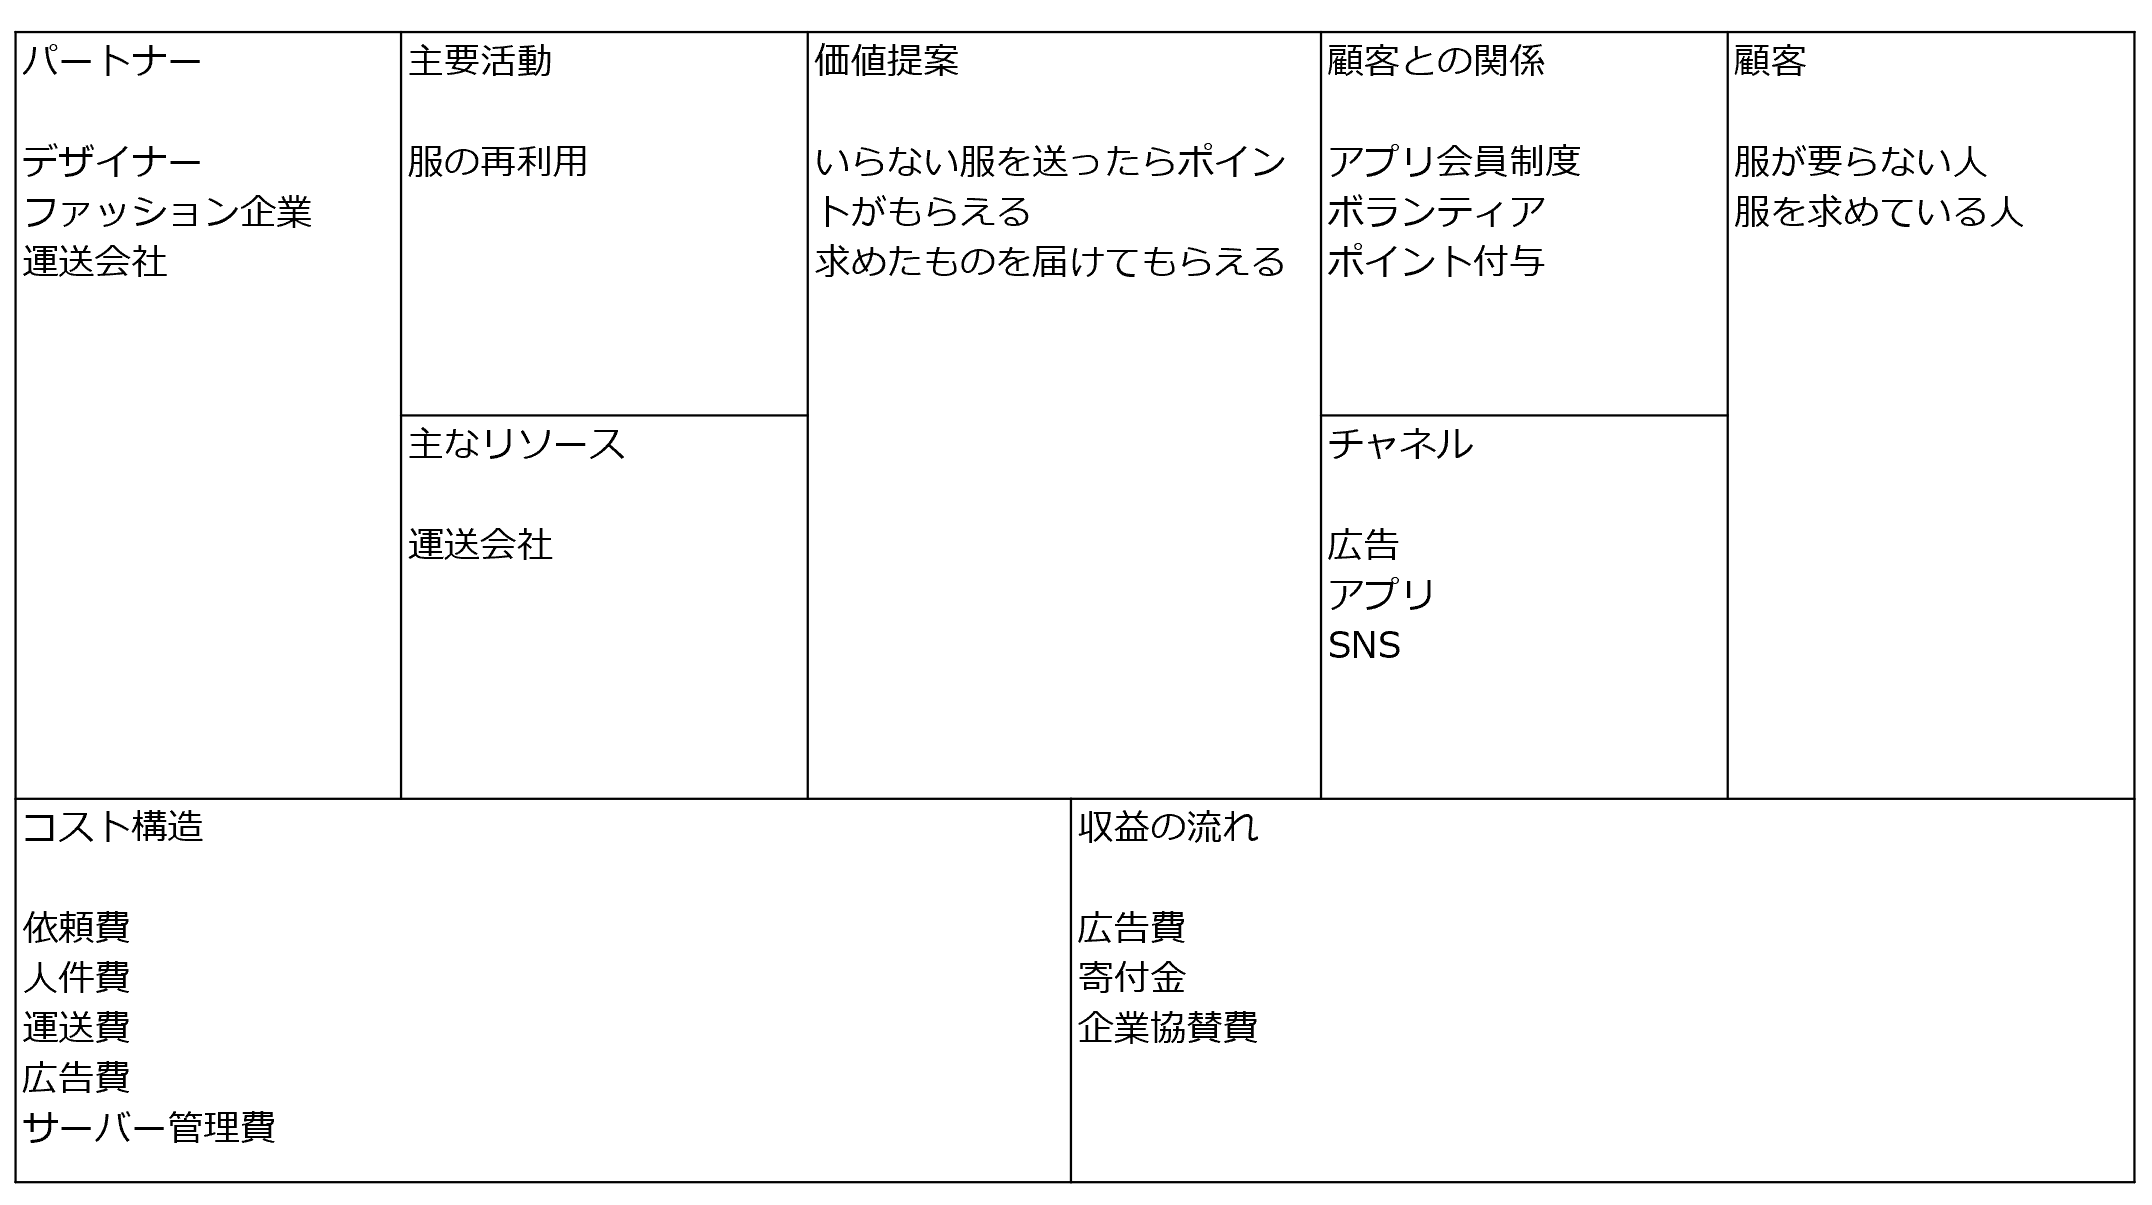 パートナー
デザイナー
ファッション企業
運送会社
主要活動
服の再利用
主なリソース
運送会社
価値提案
いらない服を送ったらポイン
トがもらえる
求めたものを届けてもらえる
顧客との関係
アプリ会員制度
ボランティア
ポイント付与
チャネル
広告
アプリ
SNS
顧客
服が要らない人
服を求めている人
コスト構造
依頼費
人件費
運送費
広告費
サーバー管理費
収益の流れ
広告費
寄付金
企業協賛費